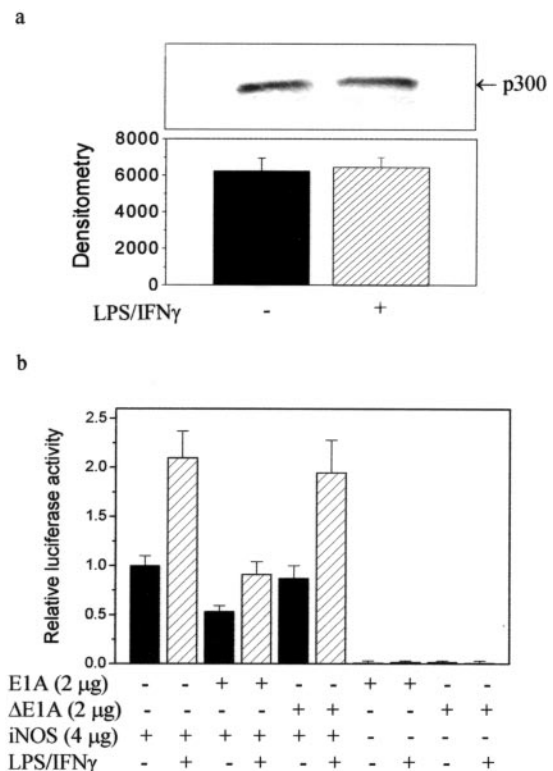 a
← p300
8000
6000
4000
2000
0
Densitometry
LPS/IFNγ - +
b
2.5
2.0
1.5
1.0
0.5
0.0
Relative luciferase activity
E1A (2 μg) - - + + - - + + - -
ΔE1A (2 μg) - - - - + + - - + +
iNOS (4 μg) + + + + + + - - - -
LPS/IFNγ - + - + - + - + - +